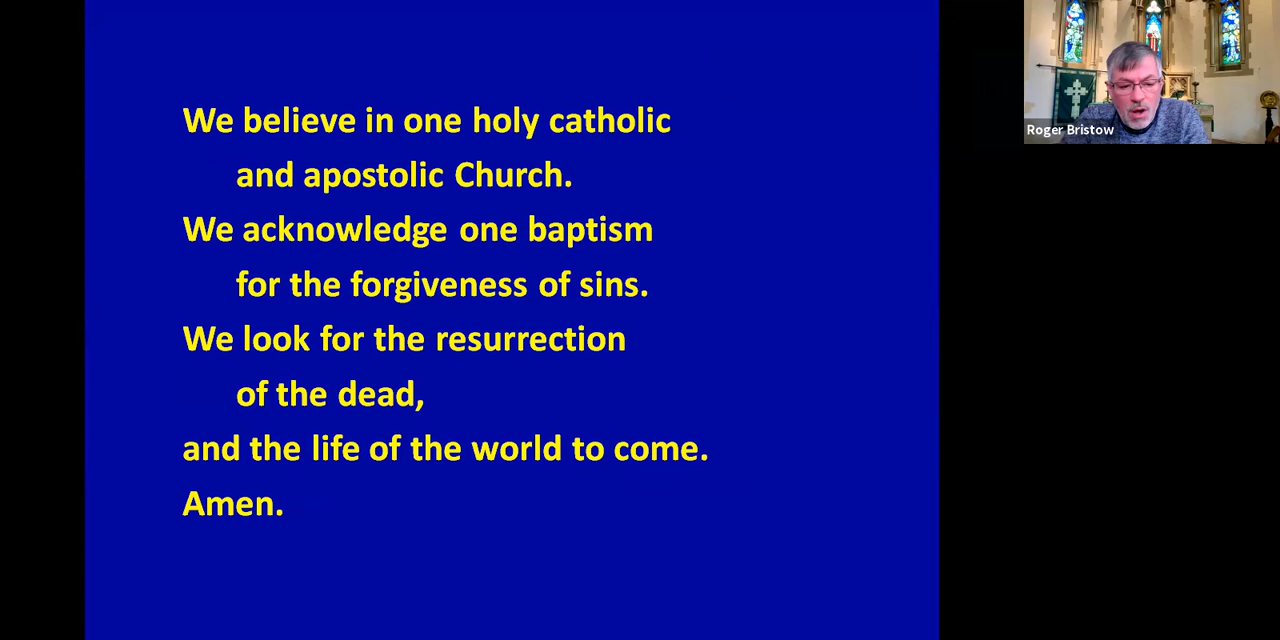 We believe in one holy catholic
and apostolic Church.
We acknowledge one baptism
for the forgiveness of sins.
We look for the resurrection
of the dead,
and the life of the world to come.
Amen.
Roger Bristow